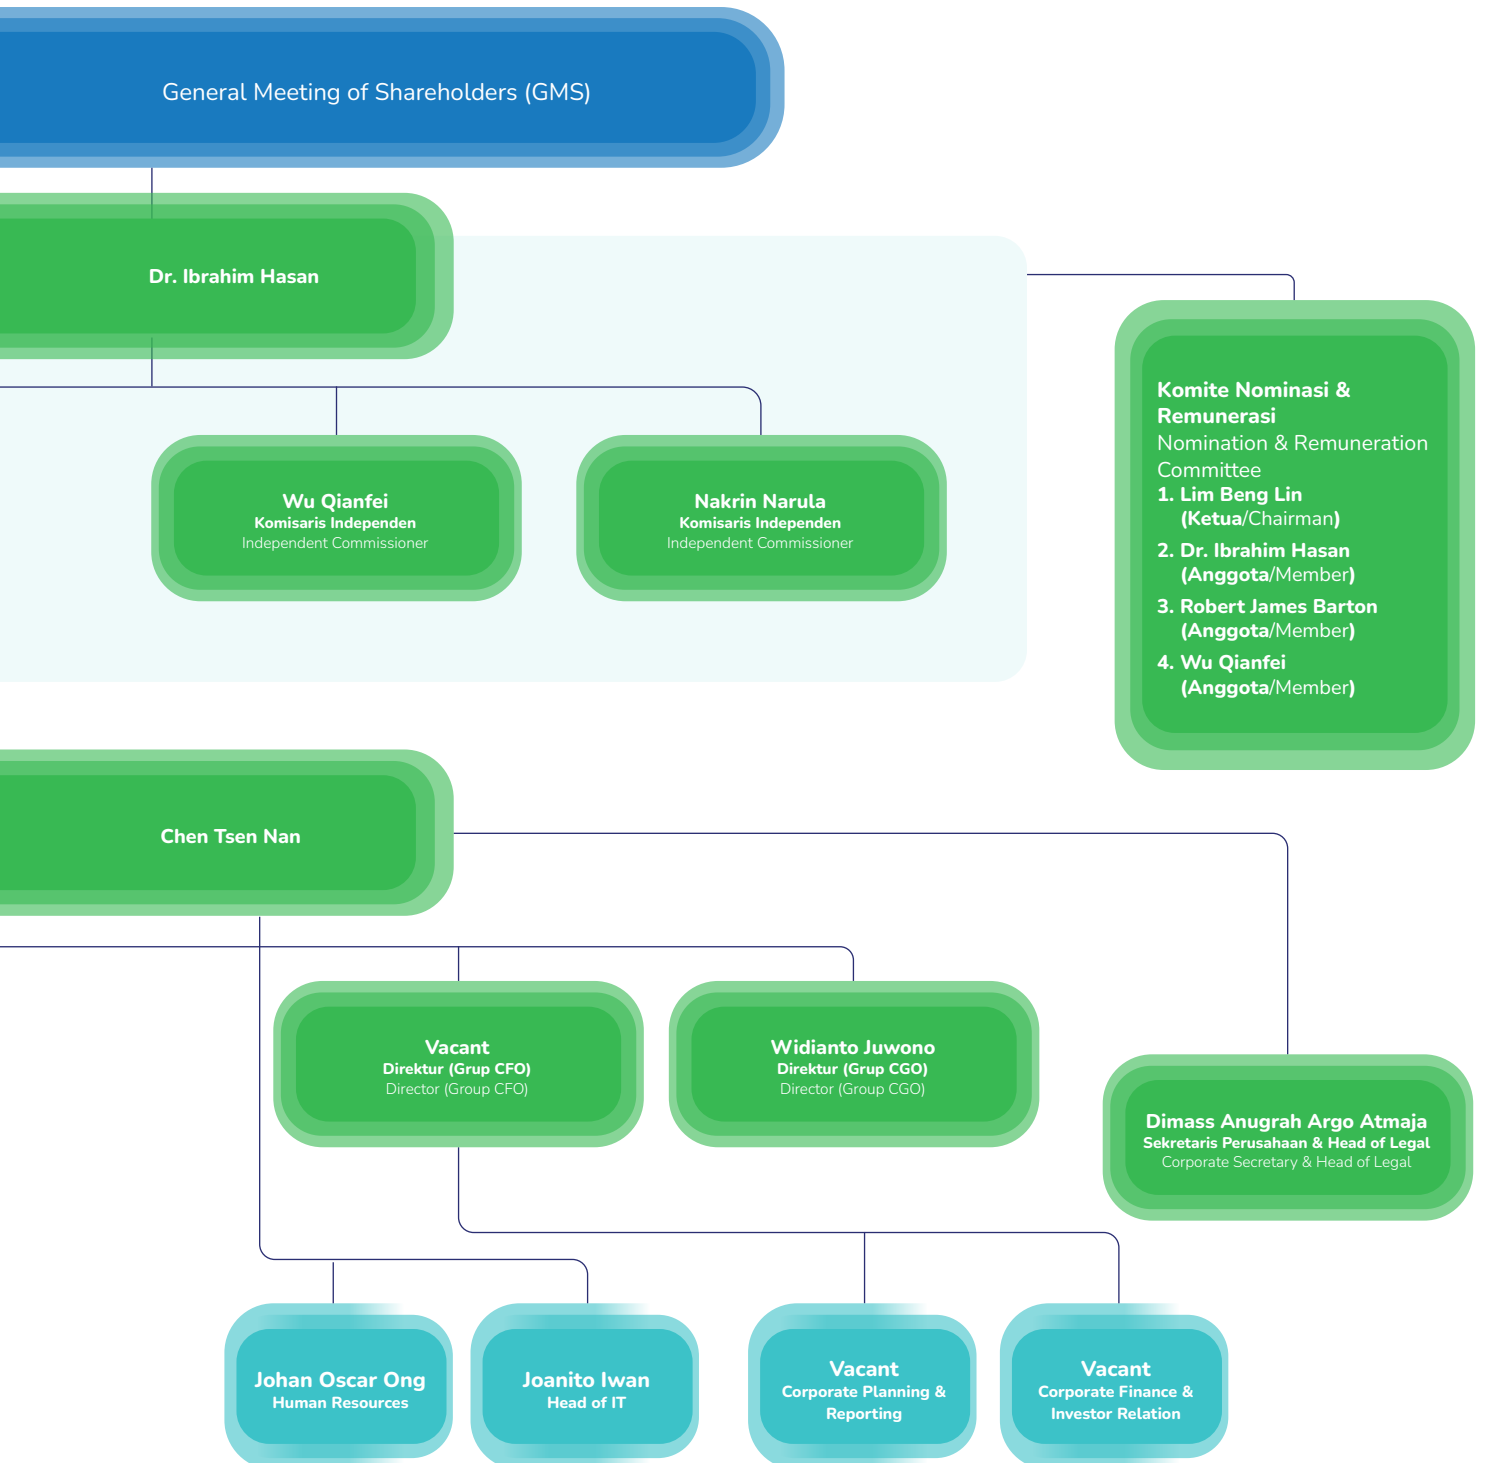 General Meeting of Shareholders (GMS)
Dr. Ibrahim Hasan
Wu Qianfei
Komisaris Independen
Independent Commissioner
Nakrin Narula
Komisaris Independen
Independent Commissioner
Komite Nominasi &
Remunerasi
Nomination & Remuneration
Committee
1. Lim Beng Lin
(Ketua/Chairman)
2. Dr. Ibrahim Hasan
(Anggota/Member)
3. Robert James Barton
(Anggota/Member)
4. Wu Qianfei
(Anggota/Member)
Chen Tsen Nan
Vacant
Direktur (Grup CFO)
Director (Group CFO)
Widianto Juwono
Direktur (Grup CGO)
Director (Group CGO)
Dimass Anugrah Argo Atmaja
Sekretaris Perusahaan & Head of Legal
Corporate Secretary & Head of Legal
Johan Oscar Ong
Human Resources
Joanito Iwan
Head of IT
Vacant
Corporate Planning &
Reporting
Vacant
Corporate Finance &
Investor Relation